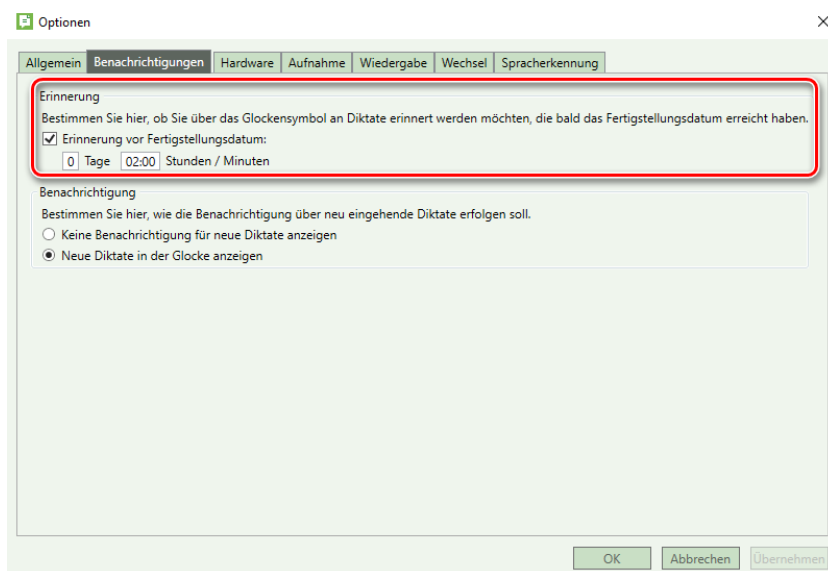 Optionen
Allgemein Benachrichtigungen Hardware Aufnahme Wiedergabe Wechsel Spracherkennung
Erinnerung
Bestimmen Sie hier, ob Sie über das Glockensymbol an Diktate erinnert werden möchten, die bald das Fertigstellungsdatum erreicht haben.
Erinnerung vor Fertigstellungsdatum:
0 Tage 02:00 Stunden / Minuten
Benachrichtigung
Bestimmen Sie hier, wie die Benachrichtigung über neu eingehende Diktate erfolgen soll.
Keine Benachrichtigung für neue Diktate anzeigen
Neue Diktate in der Glocke anzeigen
OK Abbrechen Übernehmen